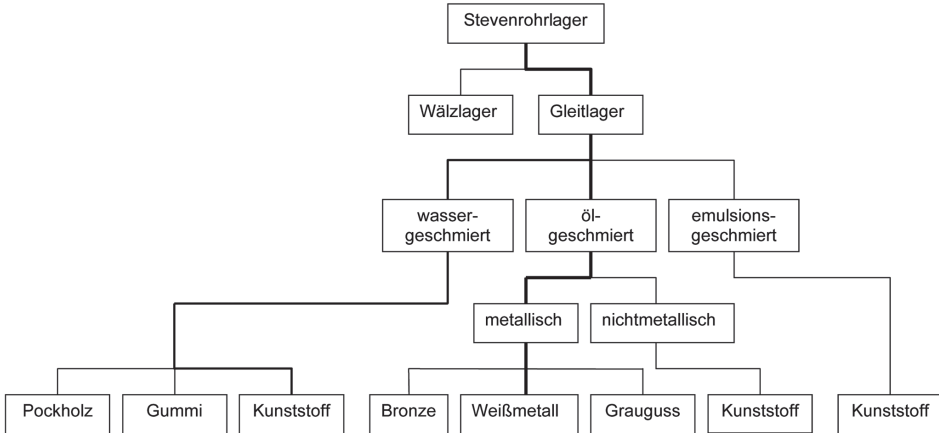 Stevenrohrlager
Wälzlager
Gleitlager
wasser-
geschmiert
öl-
geschmiert
emulsions-
geschmiert
metallisch
nichtmetallisch
Pockholz
Gummi
Kunststoff
Bronze
Weißmetall
Grauguss
Kunststoff
Kunststoff